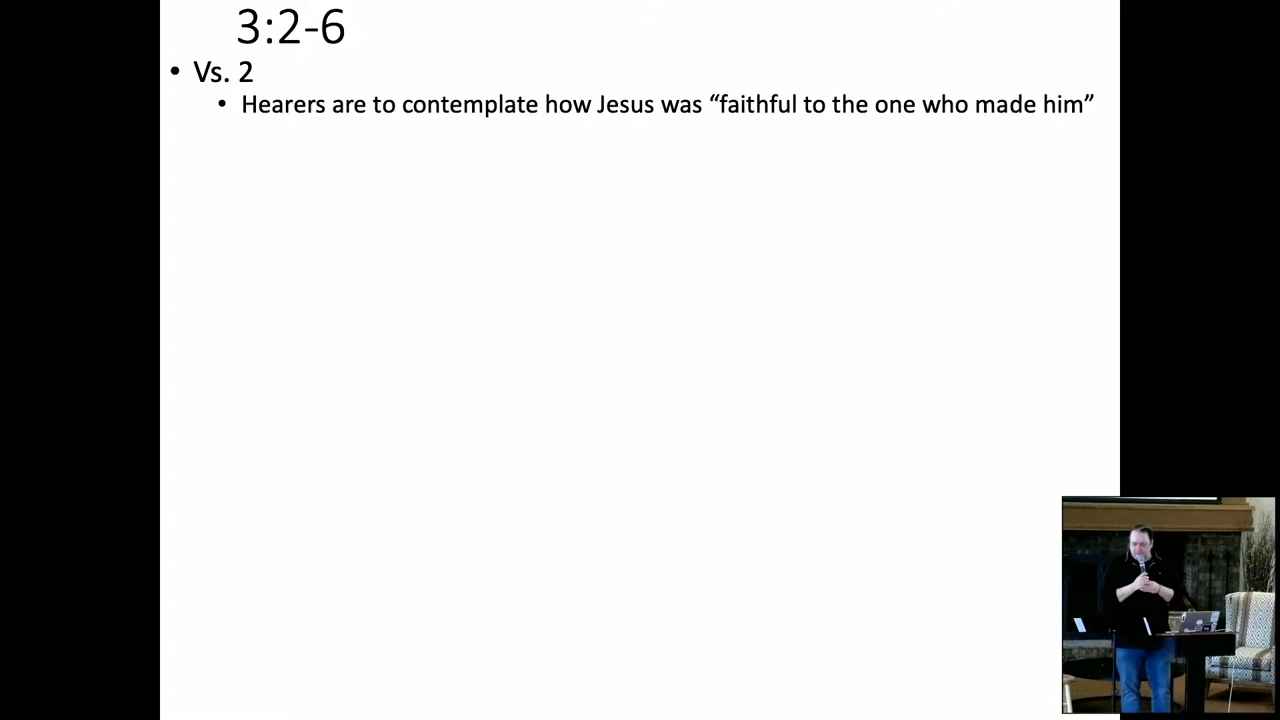 3:2-6
• Vs. 2
• Hearers are to contemplate how Jesus was “faithful to the one who made him”